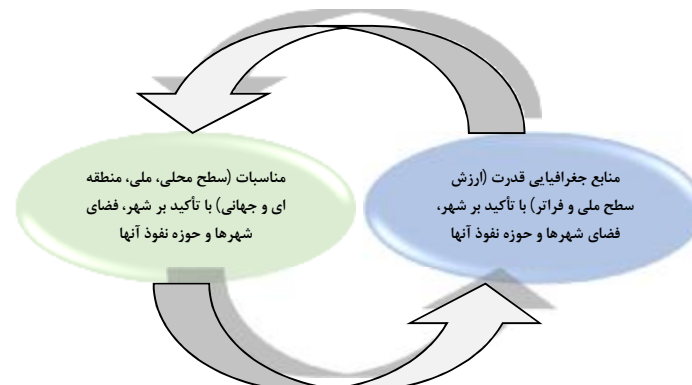 منابع جغرافیایی قدرت (ارزش
سطح ملی و فراتر) با تأکید بر شهر،
فضای شهرها و حوزه نفوذ آنها
مناسبات (سطح محلی، ملی، منطقه
ای و جهانی) با تأکید بر شهر، فضای
شهرها و حوزه نفوذ آنها